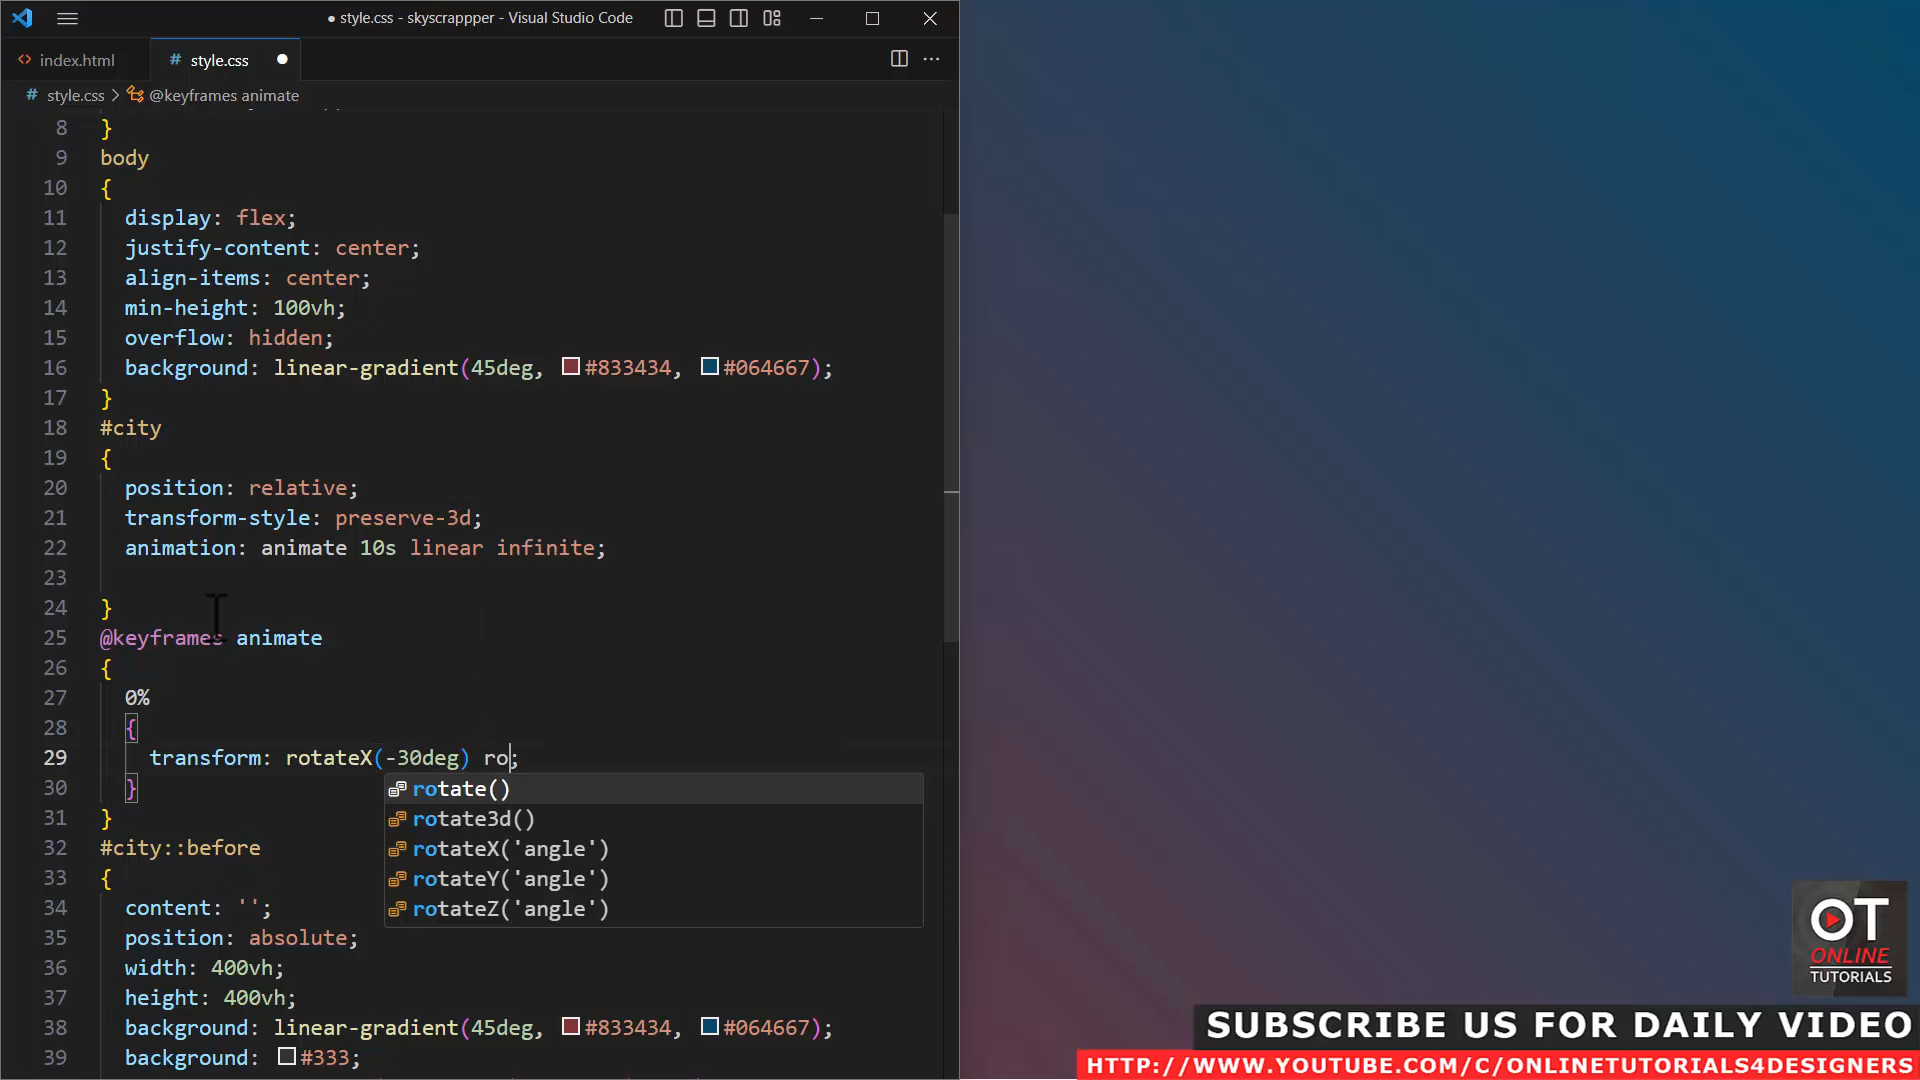 style.css - skyscrappper - Visual Studio Code
index.html
style.css
style.css > @keyframes animate
8 }
9 body
10 {
11 display: flex;
12 justify-content: center;
13 align-items: center;
14 min-height: 100vh;
15 overflow: hidden;
16 background: linear-gradient(45deg, #833434, #064667);
17 }
18 #city
19 {
20 position: relative;
21 transform-style: preserve-3d;
22 animation: animate 10s linear infinite;
23
24 }
25 @keyframes animate
26 {
27 0%
28 {
29 transform: rotateX(-30deg) ro;
30 }
31 }
32 #city::before
33 {
34 content: '';
35 position: absolute;
36 width: 400vh;
37 height: 400vh;
38 background: linear-gradient(45deg, #833434, #064667);
39 background: #333;
rotate()
rotate3d()
rotateX('angle')
rotateY('angle')
rotateZ('angle')
OT
ONLINE
TUTORIALS
SUBSCRIBE US FOR DAILY VIDEO
HTTP://WWW.YOUTUBE.COM/C/ONLINETUTORIALS4DESIGNERS